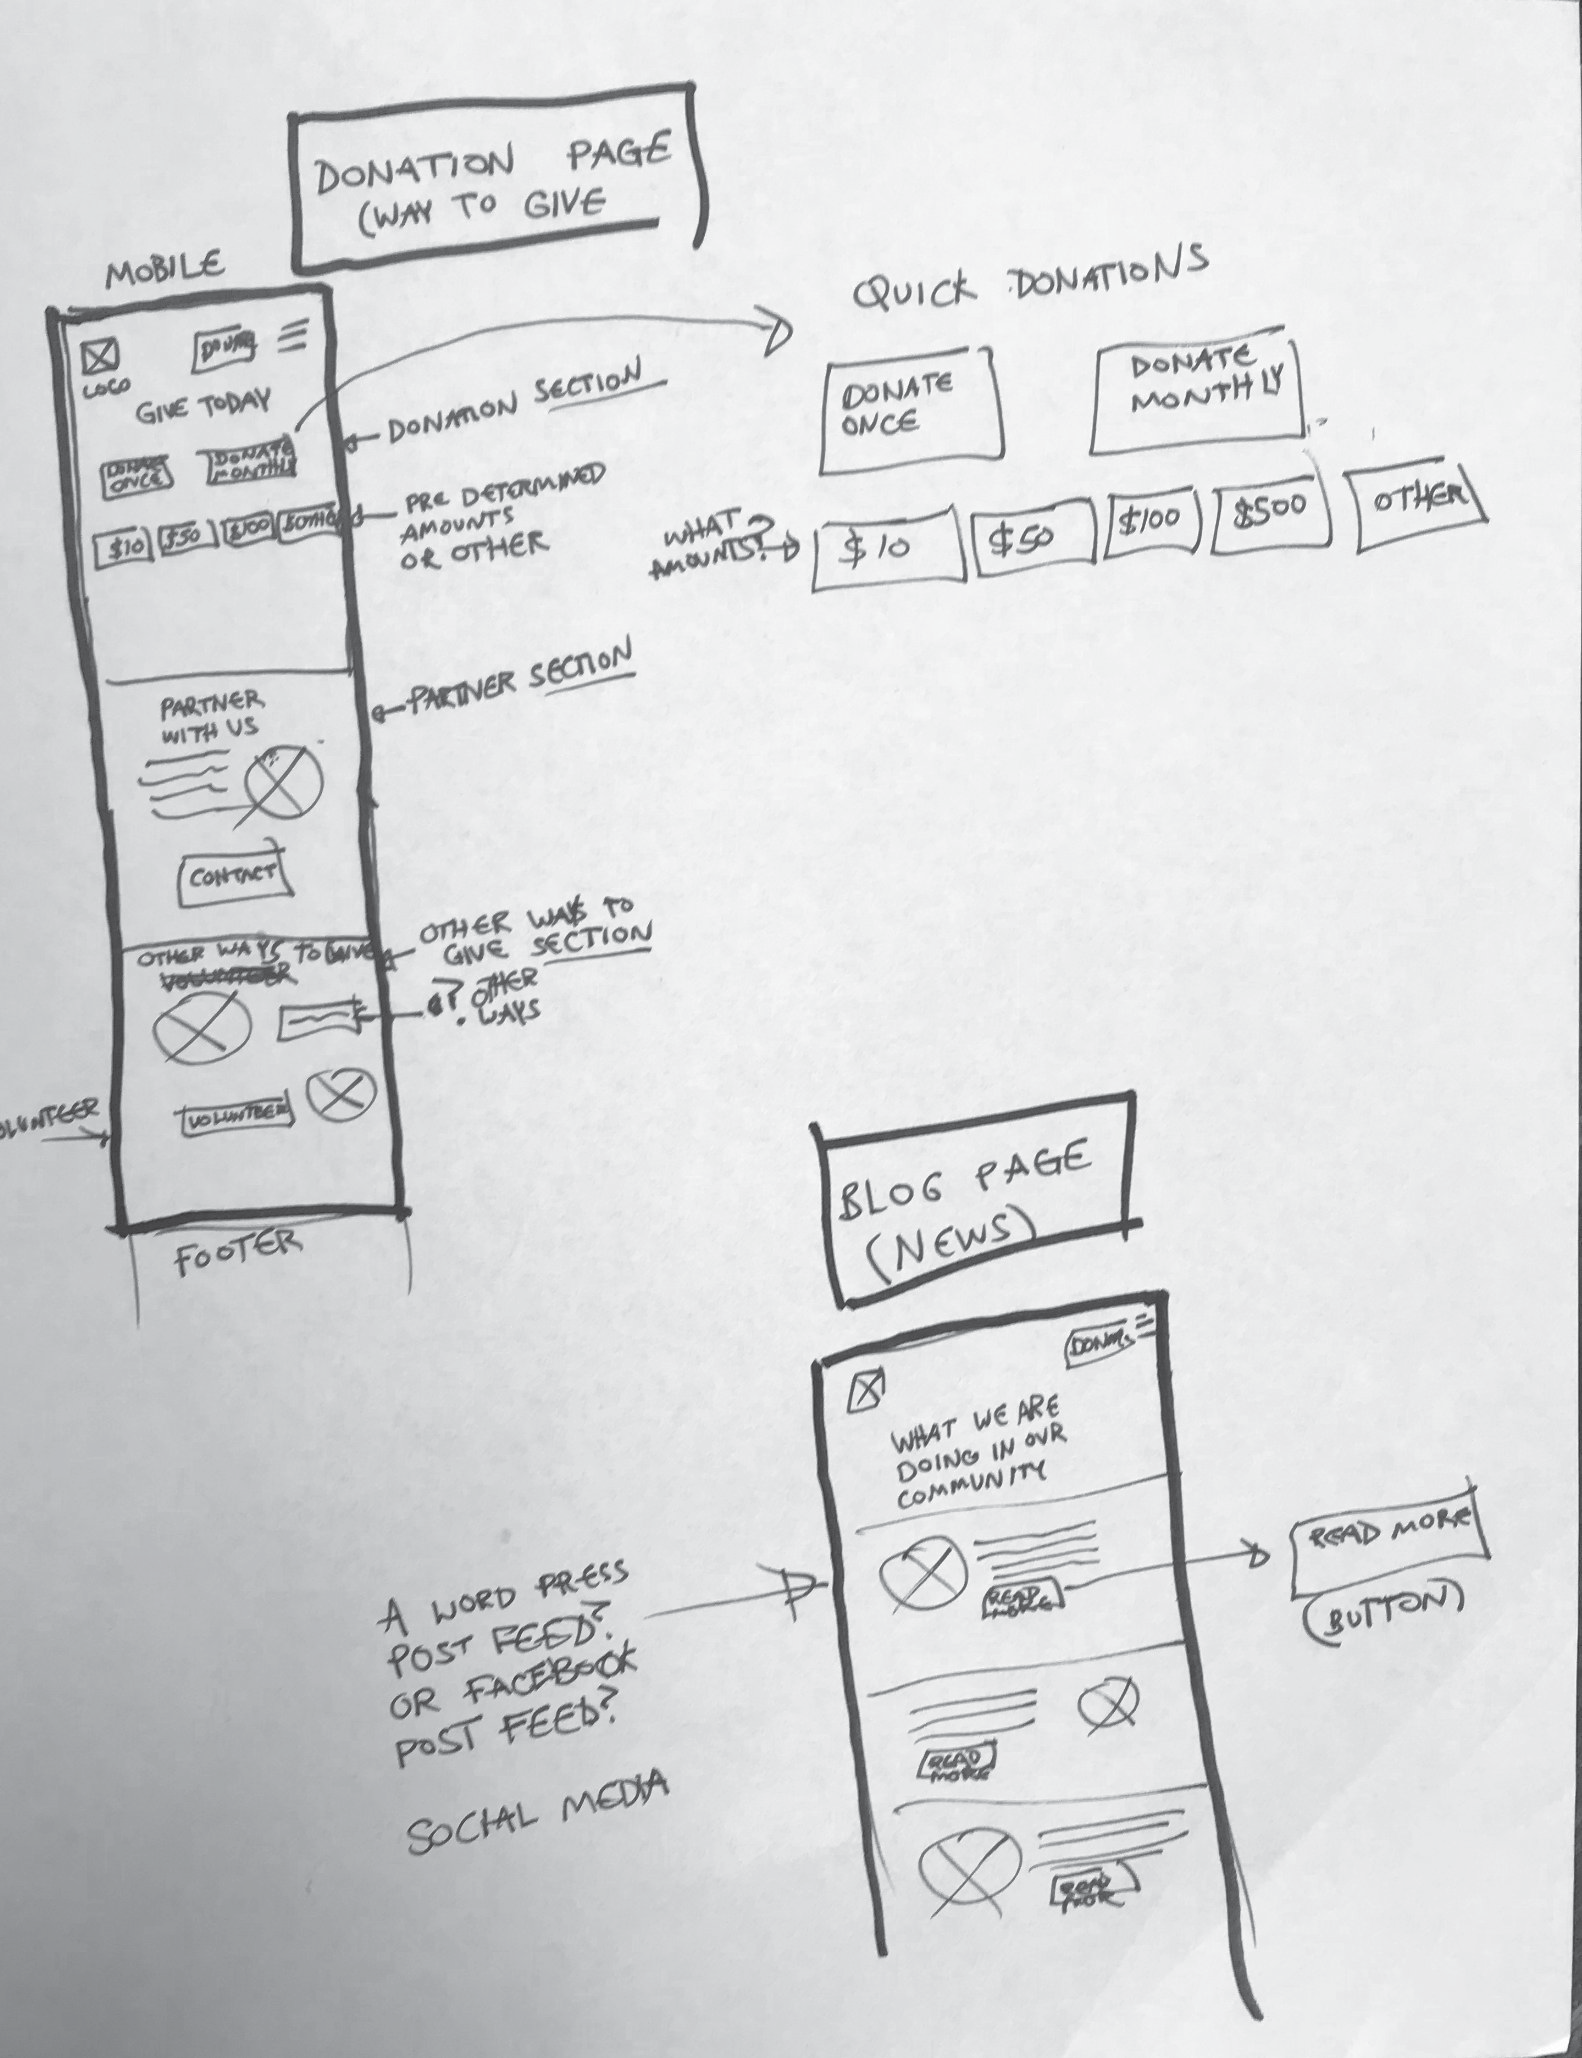 DONATION PAGE
(WAY TO GIVE
MOBILE
DONATE
LOGO
GIVE TODAY
DONATE
ONCE
DONATE
MONTHLY
$10
$50
$100
DONATION SECTION
PRE DETERMINED
AMOUNTS
OR OTHER
QUICK DONATIONS
DONATE
ONCE
DONATE
MONTHLY
WHAT
AMOUNTS?
$10
$50
$100
$500
OTHER
PARTNER
WITH US
CONTACT
PARTNER SECTION
OTHER WAYS TO GIVE
VOLUNTEER
VOLUNTEER
OTHER WAYS TO
GIVE SECTION
? OTHER
WAYS
VOLUNTEER
FOOTER
BLOG PAGE
(NEWS)
DONATE
WHAT WE ARE
DOING IN OUR
COMMUNITY
READ
MORE
READ MORE
(BUTTON)
READ
MORE
READ
MORE
A WORD PRESS
POST FEED?
OR FACEBOOK
POST FEED?
SOCIAL MEDIA